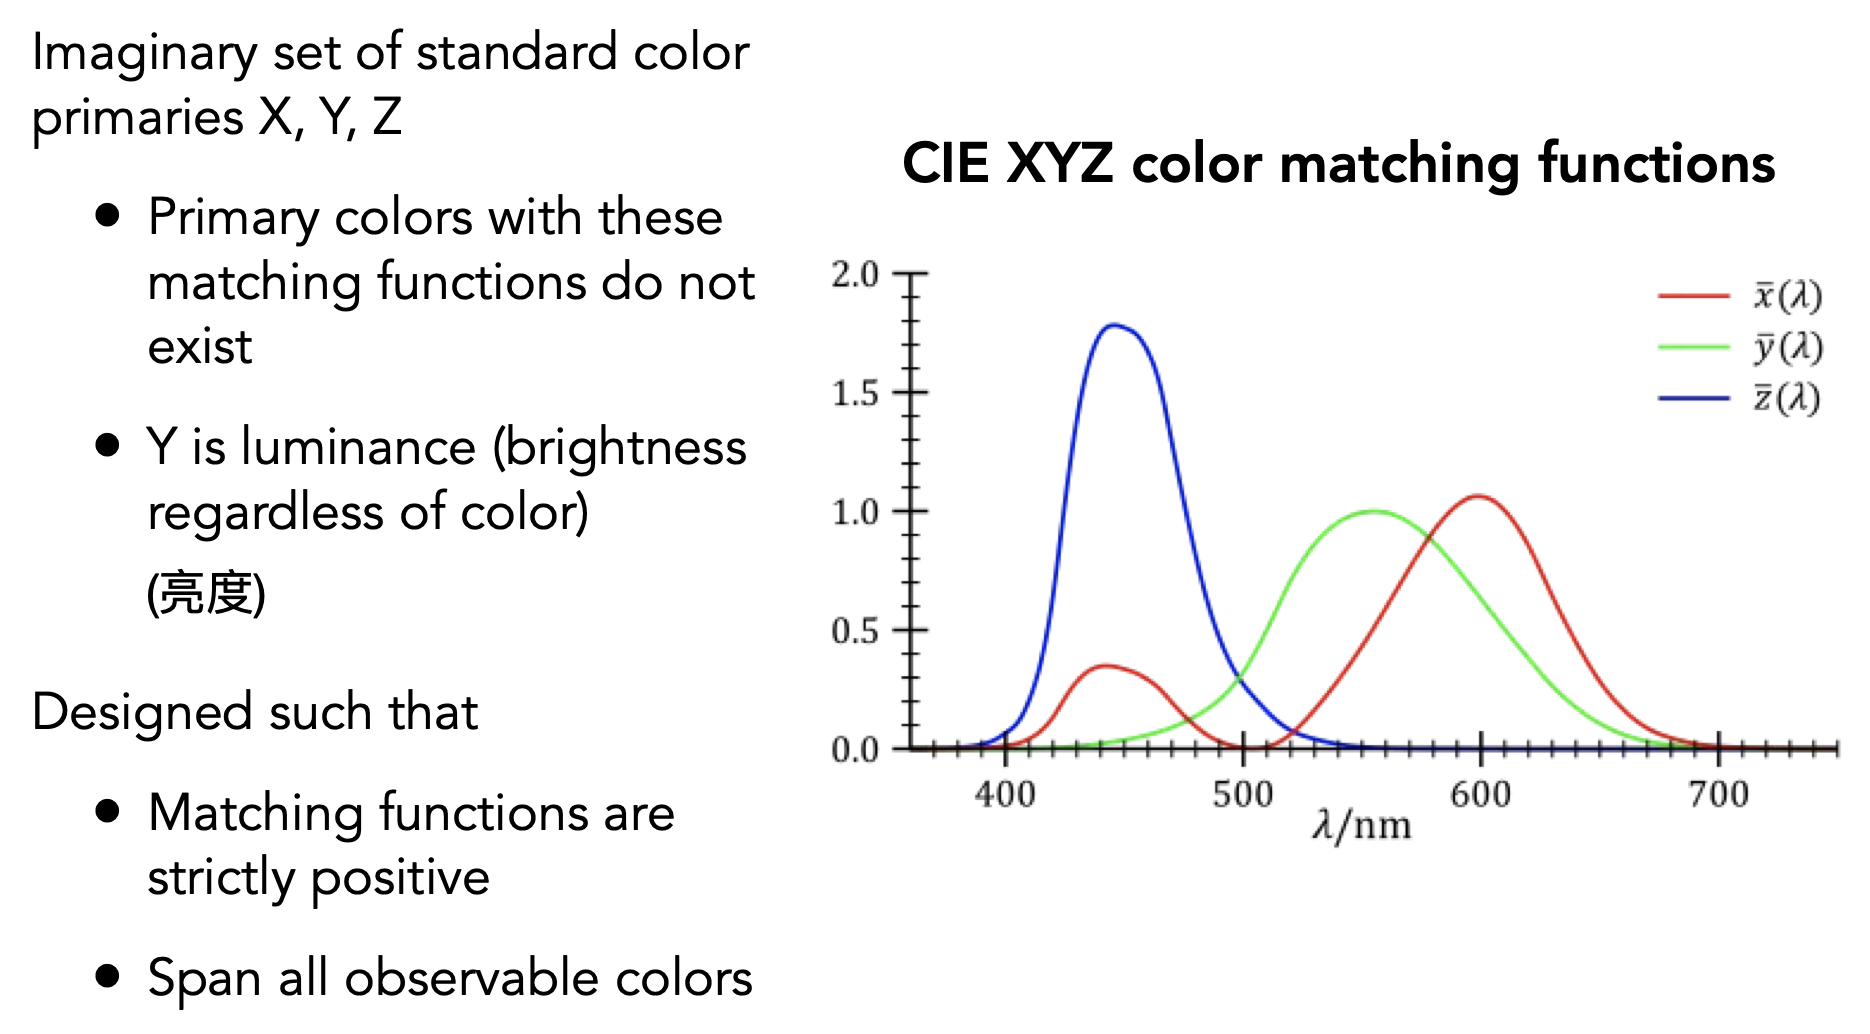 Imaginary set of standard color
primaries X, Y, Z
● Primary colors with these
matching functions do not
exist
● Y is luminance (brightness
regardless of color)
(亮度)
Designed such that
● Matching functions are
strictly positive
● Span all observable colors
CIE XYZ color matching functions
2.0
1.5
1.0
0.5
0.0
x̅(λ)
y̅(λ)
z̅(λ)
400 500 600 700
λ/nm